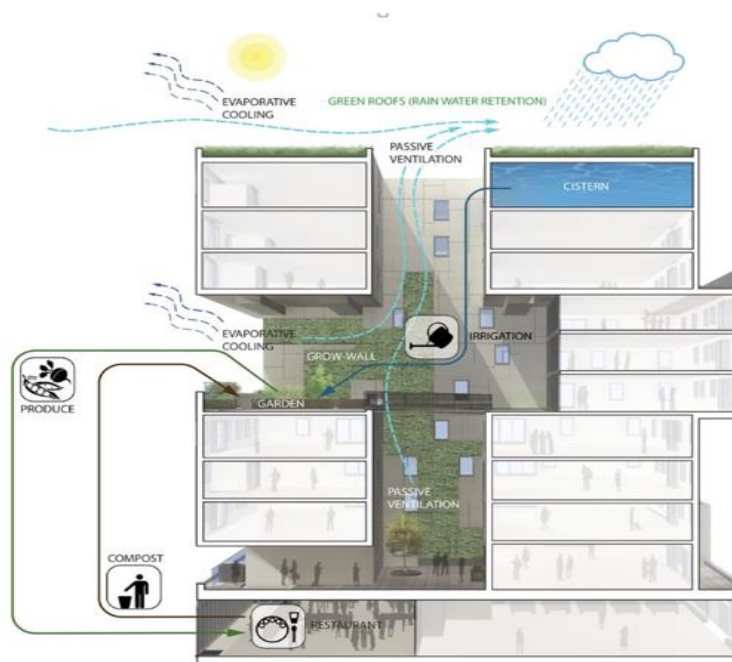 EVAPORATIVE
COOLING
GREEN ROOFS (RAIN WATER RETENTION)
PASSIVE
VENTILATION
CISTERN
EVAPORATIVE
COOLING
IRRIGATION
GROW-WALL
PRODUCE
GARDEN
PASSIVE
VENTILATION
COMPOST
RESTAURANT